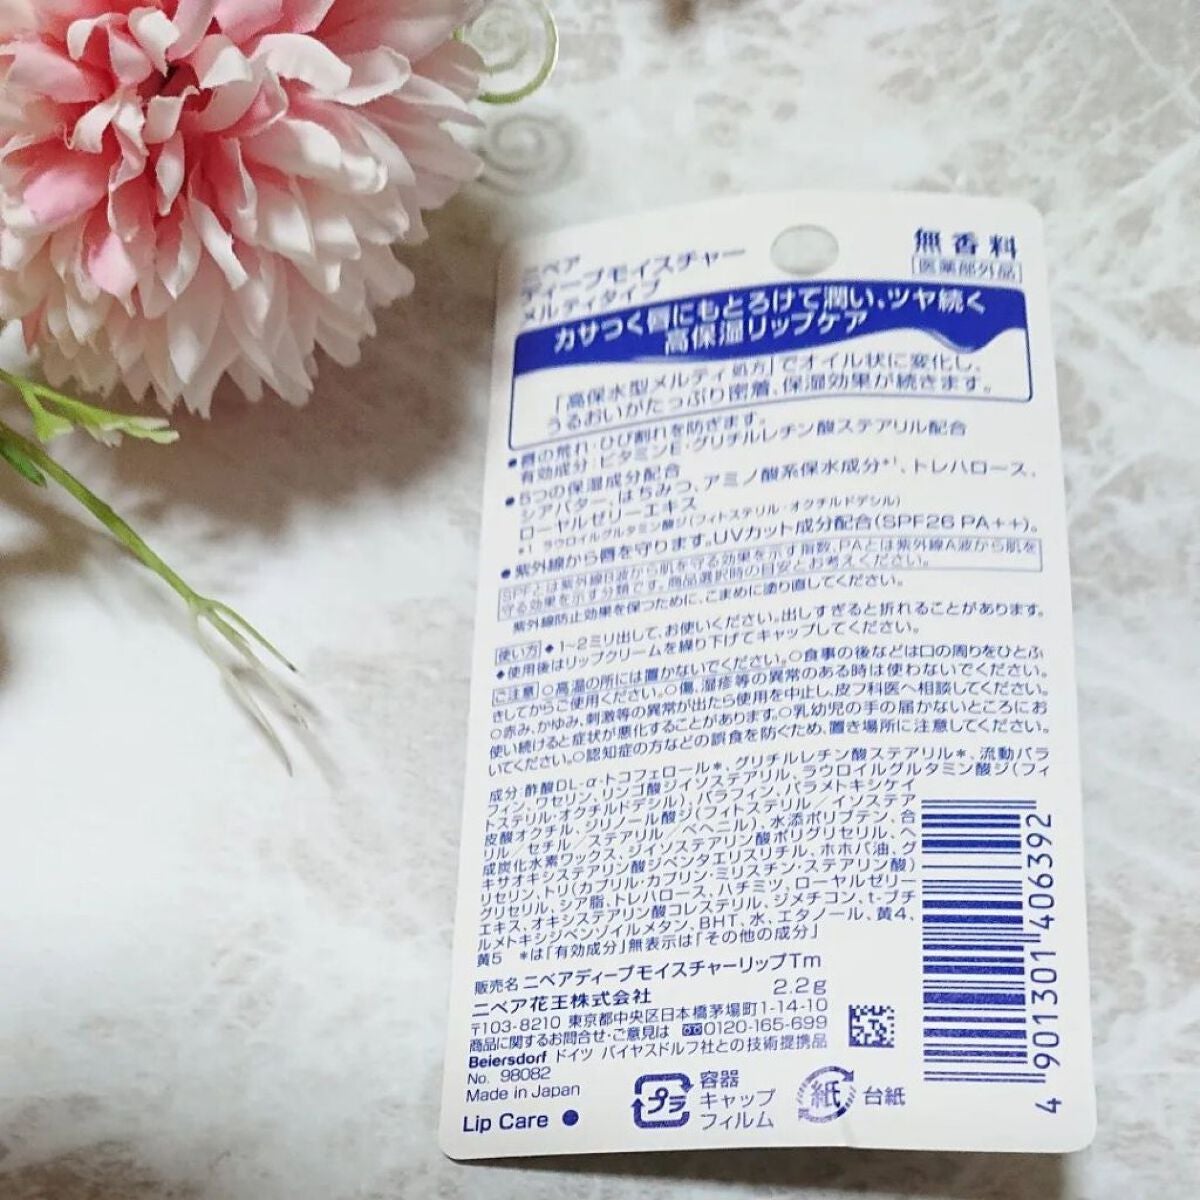 ニベア
ディープモイスチャー
メルティタイプ
無香料
医薬部外品
カサつく唇にもとろけて潤い、ツヤ続く
高保湿リップケア
「高保水型メルティ処方」でオイル状に変化し、
うるおいがたっぷり密着、保湿効果が続きます。
●唇の荒れ・ひび割れを防ぎます。
有効成分:ビタミンE・グリチルレチン酸ステアリル配合
●5つの保湿成分配合
シアバター、はちみつ、アミノ酸系保水成分*1、トレハロース、
ローヤルゼリーエキス
*1 ラウロイルグルタミン酸ジ(フィトステリル・オクチルドデシル)
●紫外線から唇を守ります。UVカット成分配合(SPF26 PA++)。
SPFとは紫外線B波から肌を守る効果を示す指数、PAとは紫外線A波から肌を
守る効果を示す分類です。商品選択時の目安とお考えください。
紫外線防止効果を保つために、こまめに塗り直してください。
使い方 ◆1~2ミリ出して、お使いください。出しすぎると折れることがあります。
◆使用後はリップクリームを繰り下げてキャップしてください。
ご注意 ○高温の所には置かないでください。○食事の後などは口の周りをひとふ
きしてからご使用ください。○傷、湿疹等の異常のある時は使わないでください。
○赤み、かゆみ、刺激等の異常が出たら使用を中止し、皮フ科医へ相談してください。
使い続けると症状が悪化することがあります。○乳幼児の手の届かないところにお
いてください。○認知症の方などの誤食を防ぐため、置き場所に注意してください。
成分:酢酸DL-α-トコフェロール*、グリチルレチン酸ステアリル*、流動パラ
フィン、ワセリン、リンゴ酸ジイソステアリル、ラウロイルグルタミン酸ジ(フィ
トステリル・オクチルドデシル)、パラフィン、パラメトキシケイ
皮酸オクチル、ジリノール酸ジ(フィトステリル/イソステア
リル/セチル/ステアリル/ベヘニル)、水添ポリブテン、合
成炭化水素ワックス、ジイソステアリン酸ポリグリセリル、ヘ
キサオキシステアリン酸ジペンタエリスリチル、ホホバ油、グ
リセリン、トリ(カプリル・カプリン・ミリスチン・ステアリン酸)
グリセリル、シア脂、トレハロース、ハチミツ、ローヤルゼリー
エキス、オキシステアリン酸コレステリル、ジメチコン、t-ブチ
ルメトキシジベンゾイルメタン、BHT、水、エタノール、黄4、
黄5 *は「有効成分」無表示は「その他の成分」
販売名 ニベアディープモイスチャーリップTm
2.2g
ニベア花王株式会社
〒103-8210 東京都中央区日本橋茅場町1-14-10
商品に関するお問合せ・ご意見は 0120-165-699
Beiersdorf ドイツ バイヤスドルフ社との技術提携品
No. 98082
Made in Japan
Lip Care ●
プラ
容器
キャップ
フィルム
紙
台紙
4 901301 406392